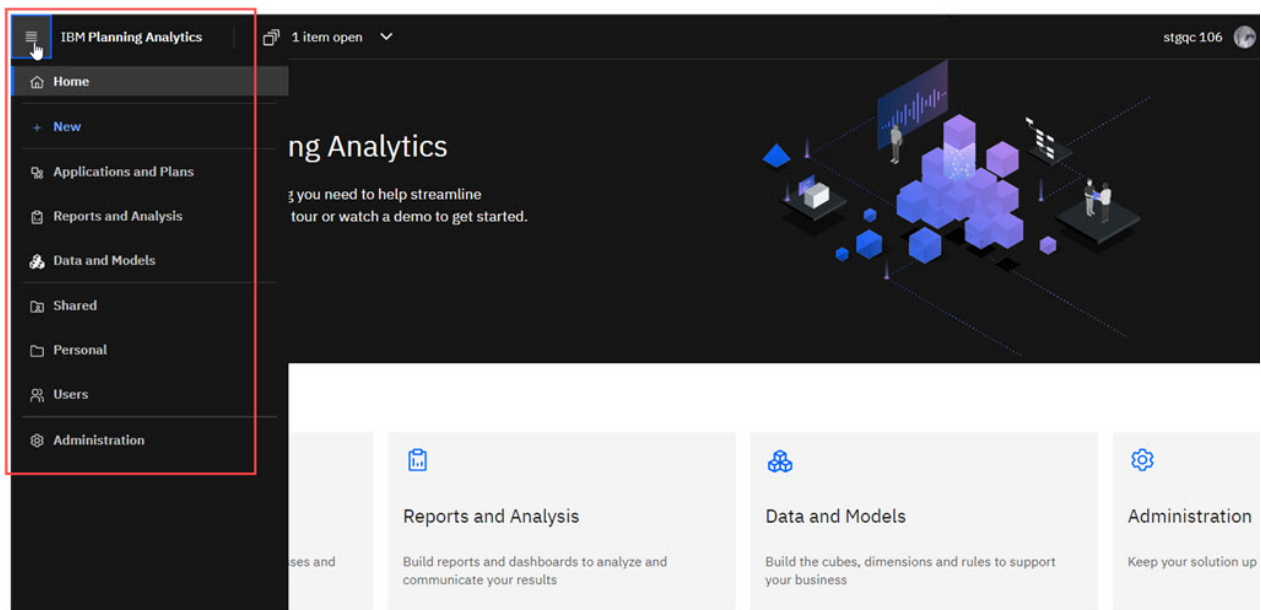 IBM Planning Analytics
1 item open
stgqc 106
Home
New
Applications and Plans
Reports and Analysis
Data and Models
Shared
Personal
Users
Administration
ng Analytics
you need to help streamline
tour or watch a demo to get started.
Reports and Analysis
Build reports and dashboards to analyze and
communicate your results
Data and Models
Build the cubes, dimensions and rules to support
your business
Administration
Keep your solution up
ses and